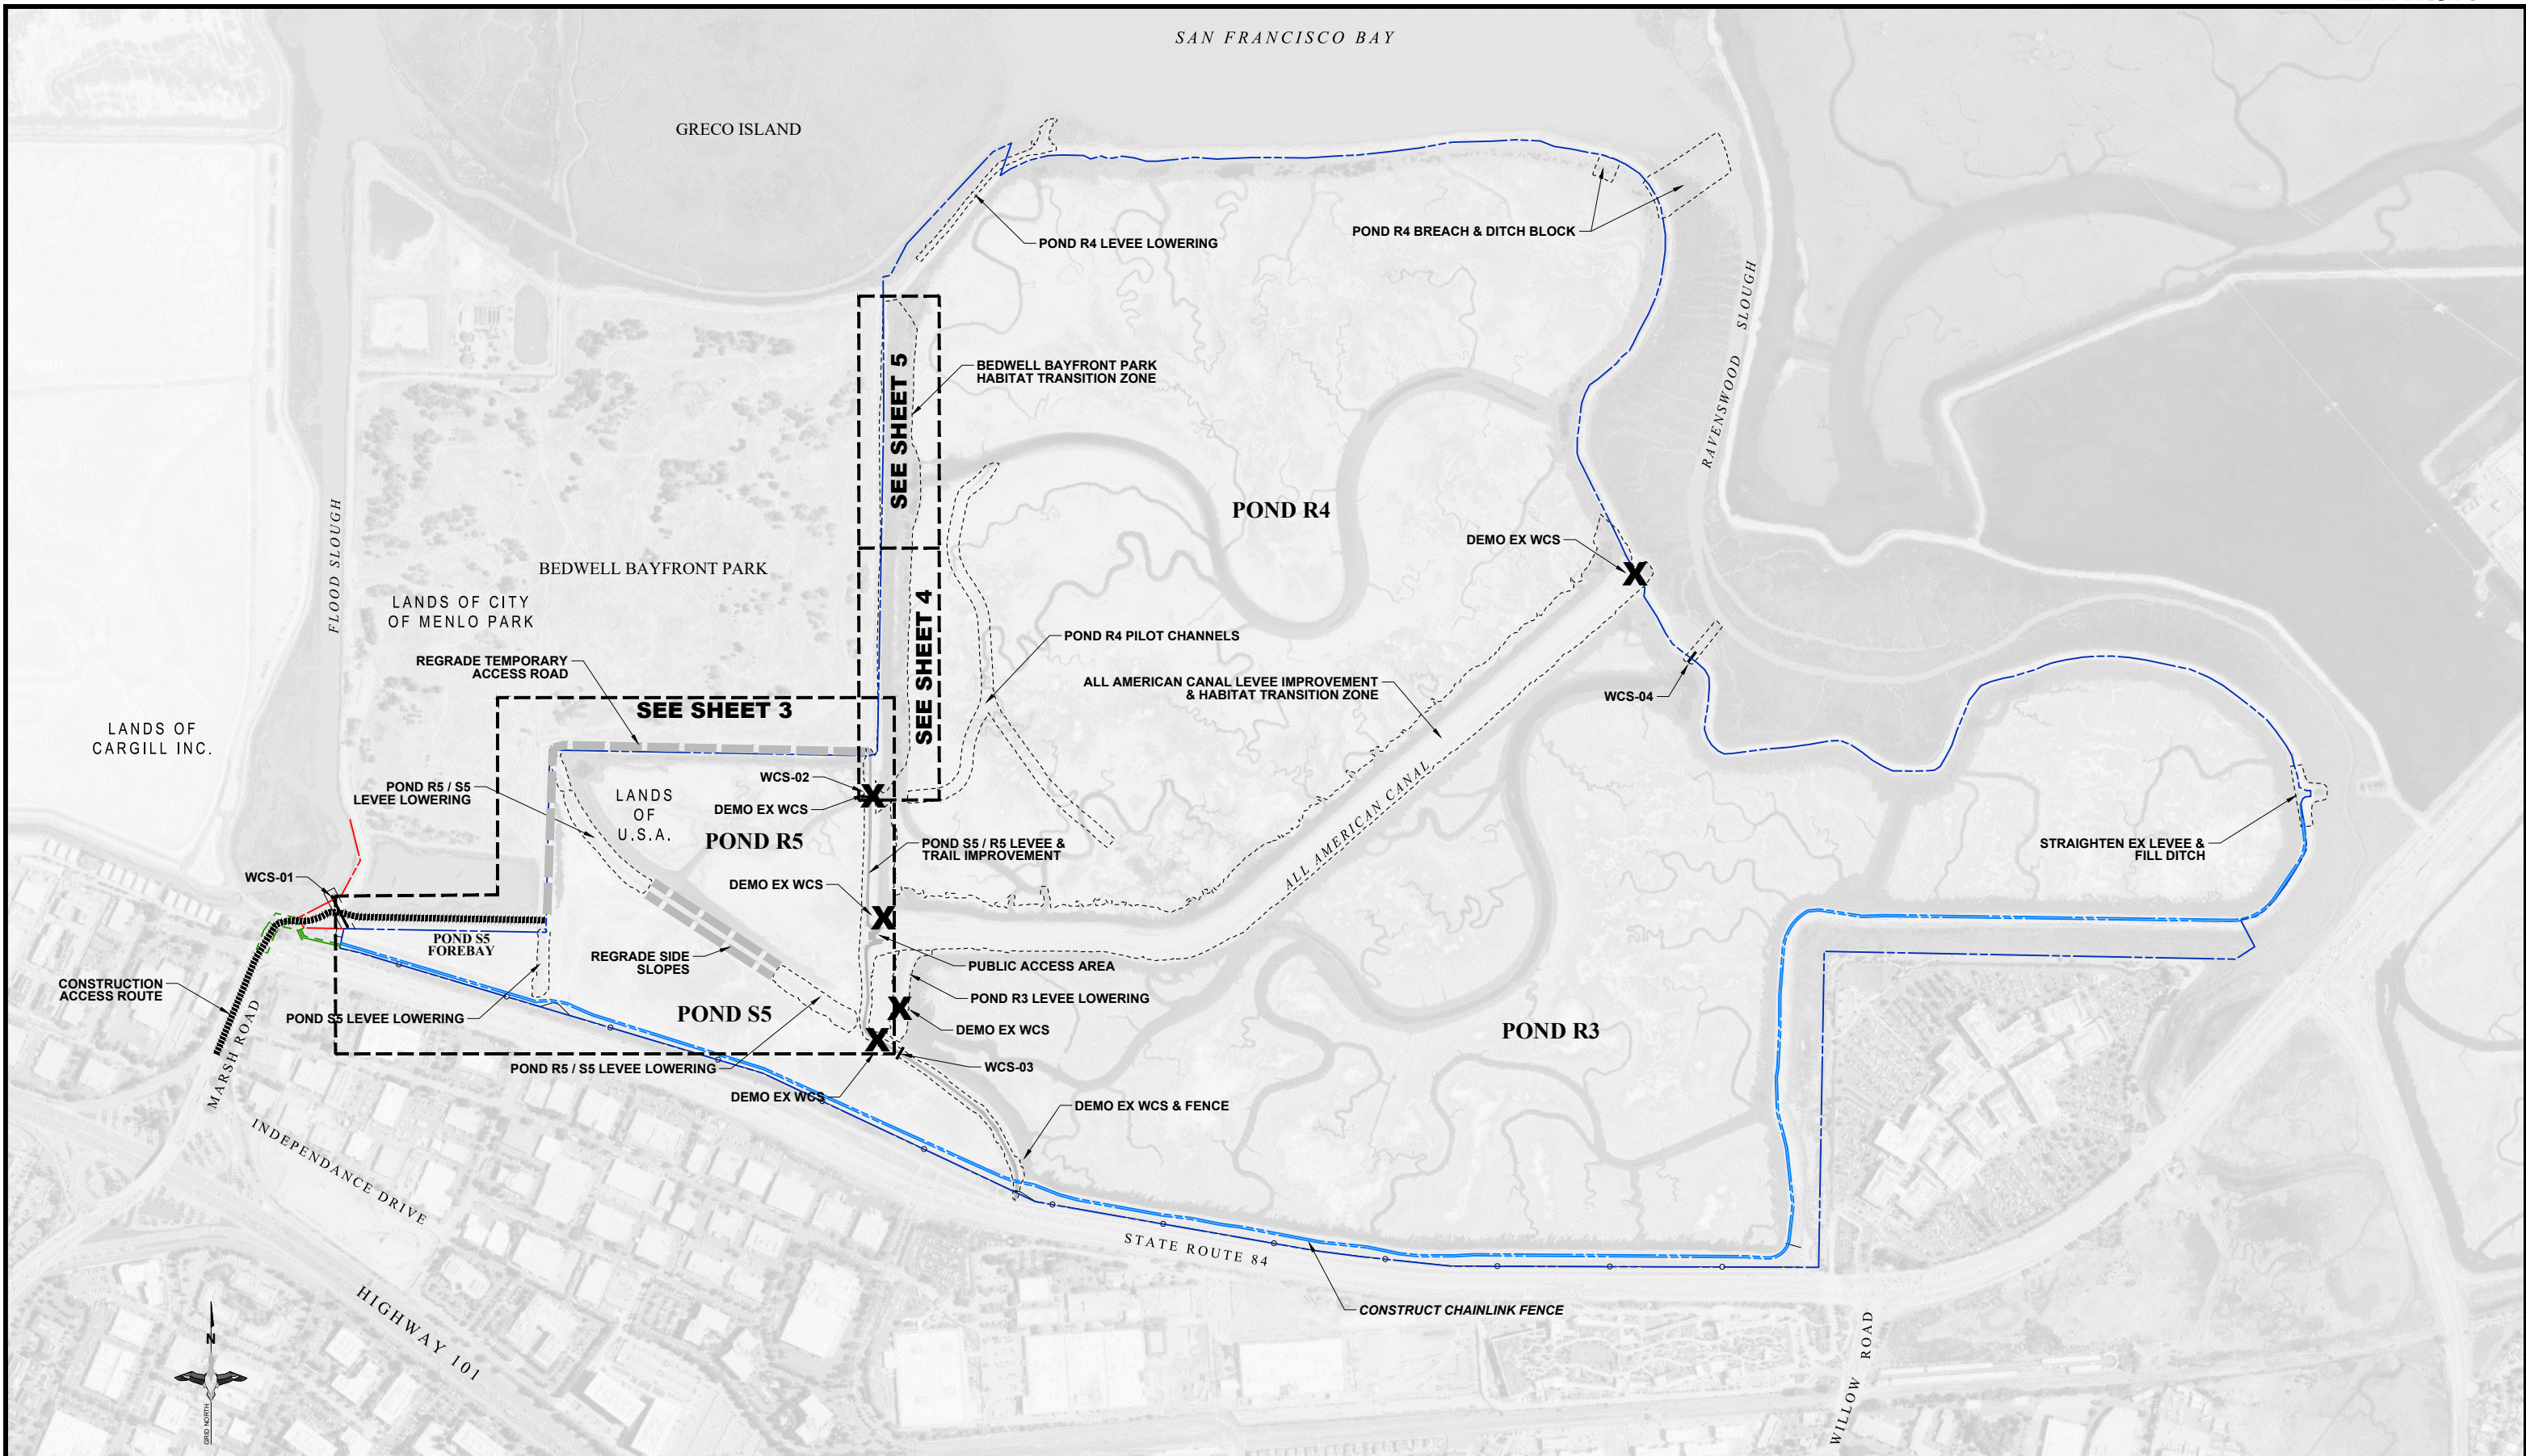 SAN FRANCISCO BAY
GRECO ISLAND
POND R4 LEVEE LOWERING
POND R4 BREACH & DITCH BLOCK
RAVENSWOOD SLOUGH
BEDWELL BAYFRONT PARK
HABITAT TRANSITION ZONE
SEE SHEET 5
POND R4
FLOOD SLOUGH
DEMO EX WCS
BEDWELL BAYFRONT PARK
LANDS OF CITY
OF MENLO PARK
SEE SHEET 4
POND R4 PILOT CHANNELS
REGRADE TEMPORARY
ACCESS ROAD
ALL AMERICAN CANAL LEVEE IMPROVEMENT
& HABITAT TRANSITION ZONE
WCS-04
SEE SHEET 3
LANDS OF
CARGILL INC.
WCS-02
POND R5 / S5
LEVEE LOWERING
LANDS
OF
U.S.A.
DEMO EX WCS
POND R5
ALL AMERICAN CANAL
POND S5 / R5 LEVEE &
TRAIL IMPROVEMENT
STRAIGHTEN EX LEVEE &
FILL DITCH
WCS-01
DEMO EX WCS
POND S5
FOREBAY
REGRADE SIDE
SLOPES
PUBLIC ACCESS AREA
CONSTRUCTION
ACCESS ROUTE
POND R3 LEVEE LOWERING
POND S5 LEVEE LOWERING
POND S5
DEMO EX WCS
POND R3
MARSH ROAD
POND R5 / S5 LEVEE LOWERING
WCS-03
DEMO EX WCS
DEMO EX WCS & FENCE
INDEPENDANCE DRIVE
STATE ROUTE 84
CONSTRUCT CHAINLINK FENCE
HIGHWAY 101
WILLOW ROAD
N
GRID NORTH